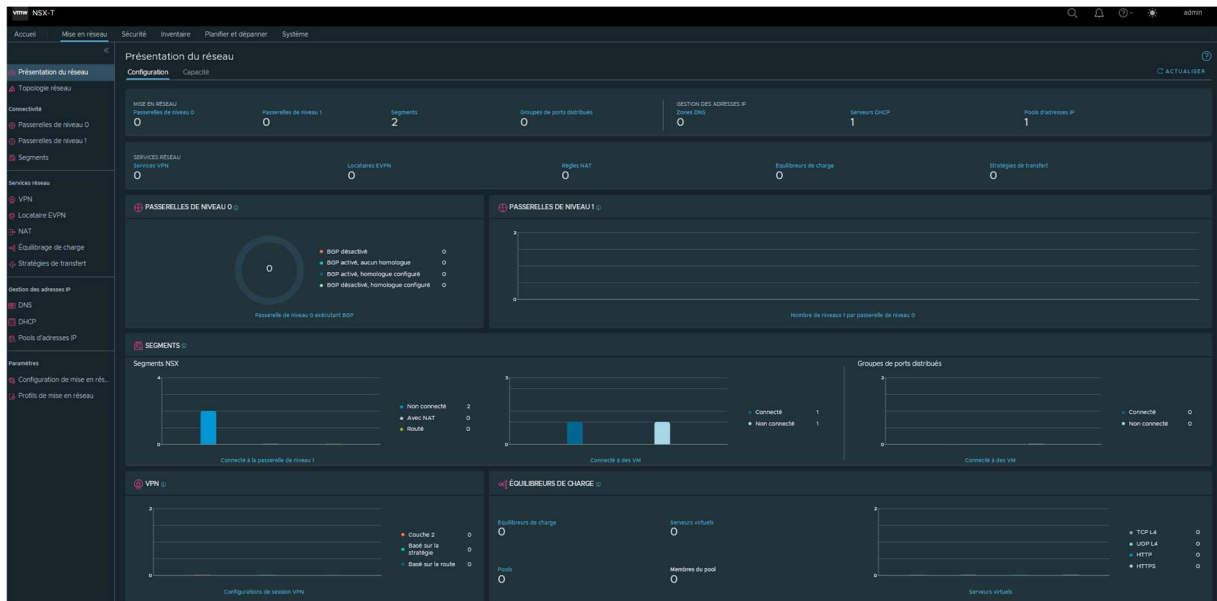 vmw NSX-T
admin
Accueil Mise en réseau Sécurité Inventaire Planifier et dépanner Système
Présentation du réseau
Topologie réseau
Connectivité
Passerelles de niveau 0
Passerelles de niveau 1
Segments
Services réseau
VPN
Locataire EVPN
NAT
Équilibrage de charge
Stratégies de transfert
Gestion des adresses IP
DNS
DHCP
Pools d'adresses IP
Paramètres
Configuration de mise en rés...
Profils de mise en réseau
Présentation du réseau
Configuration Capacité
ACTUALISER
MISE EN RÉSEAU
Passerelles de niveau 0 Passerelles de niveau 1 Segments Groupes de ports distribués
0 0 2 0
GESTION DES ADRESSES IP
Zones DNS Serveurs DHCP Pools d'adresses IP
0 1 1
SERVICES RÉSEAU
Services VPN Locataires EVPN Règles NAT Équilibreurs de charge Stratégies de transfert
0 0 0 0 0
PASSERELLES DE NIVEAU 0
0
BGP désactivé 0
BGP activé, aucun homologue 0
BGP activé, homologue configuré 0
BGP désactivé, homologue configuré 0
Passerelle de niveau 0 exécutant BGP
PASSERELLES DE NIVEAU 1
2
0
Nombre de niveaux 1 par passerelle de niveau 0
SEGMENTS
Segments NSX
4
0
Non connecté 2
Avec NAT 0
Routé 0
Connecté à la passerelle de niveau 1
3
0
Connecté 1
Non connecté 1
Connecté à des VM
Groupes de ports distribués
2
0
Connecté 0
Non connecté 0
Connecté à des VM
VPN
2
0
Couche 2 0
Basé sur la
stratégie 0
Basé sur la route 0
Configurations de session VPN
ÉQUILIBREURS DE CHARGE
Équilibreurs de charge Serveurs virtuels
0 0
Pools Membres du pool
0 0
2
0
TCP L4 0
UDP L4 0
HTTP 0
HTTPS 0
Serveurs virtuels